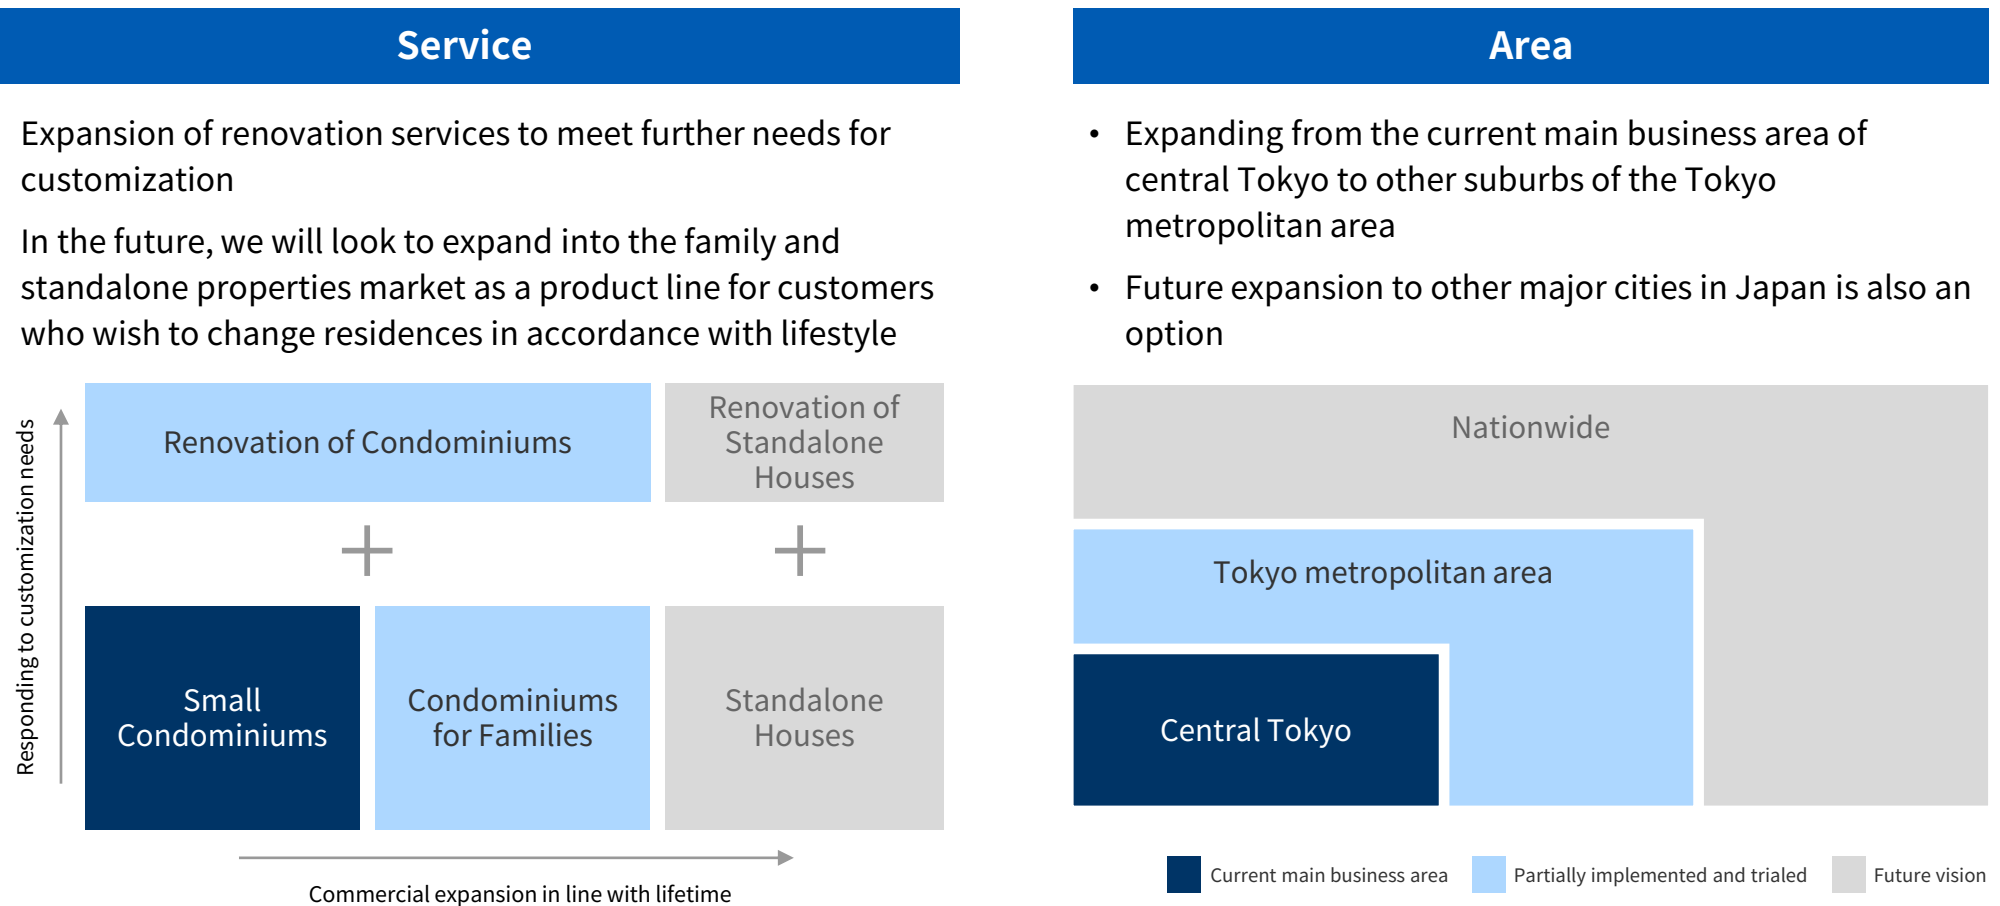 Service
Expansion of renovation services to meet further needs for
customization
In the future, we will look to expand into the family and
standalone properties market as a product line for customers
who wish to change residences in accordance with lifestyle
Responding to customization needs
Renovation of Condominiums
Renovation of
Standalone
Houses
+
+
Small
Condominiums
Condominiums
for Families
Standalone
Houses
Commercial expansion in line with lifetime
Area
• Expanding from the current main business area of
central Tokyo to other suburbs of the Tokyo
metropolitan area
• Future expansion to other major cities in Japan is also an
option
Nationwide
Tokyo metropolitan area
Central Tokyo
Current main business area
Partially implemented and trialed
Future vision